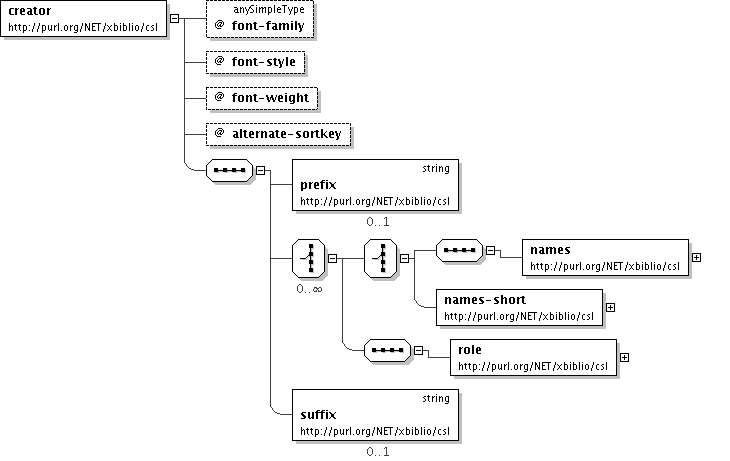 creator
http://purl.org/NET/xbiblio/csl
anySimpleType
@ font-family
@ font-style
@ font-weight
@ alternate-sortkey
string
prefix
http://purl.org/NET/xbiblio/csl
0..1
names
http://purl.org/NET/xbiblio/csl
0..∞
names-short
http://purl.org/NET/xbiblio/csl
role
http://purl.org/NET/xbiblio/csl
string
suffix
http://purl.org/NET/xbiblio/csl
0..1